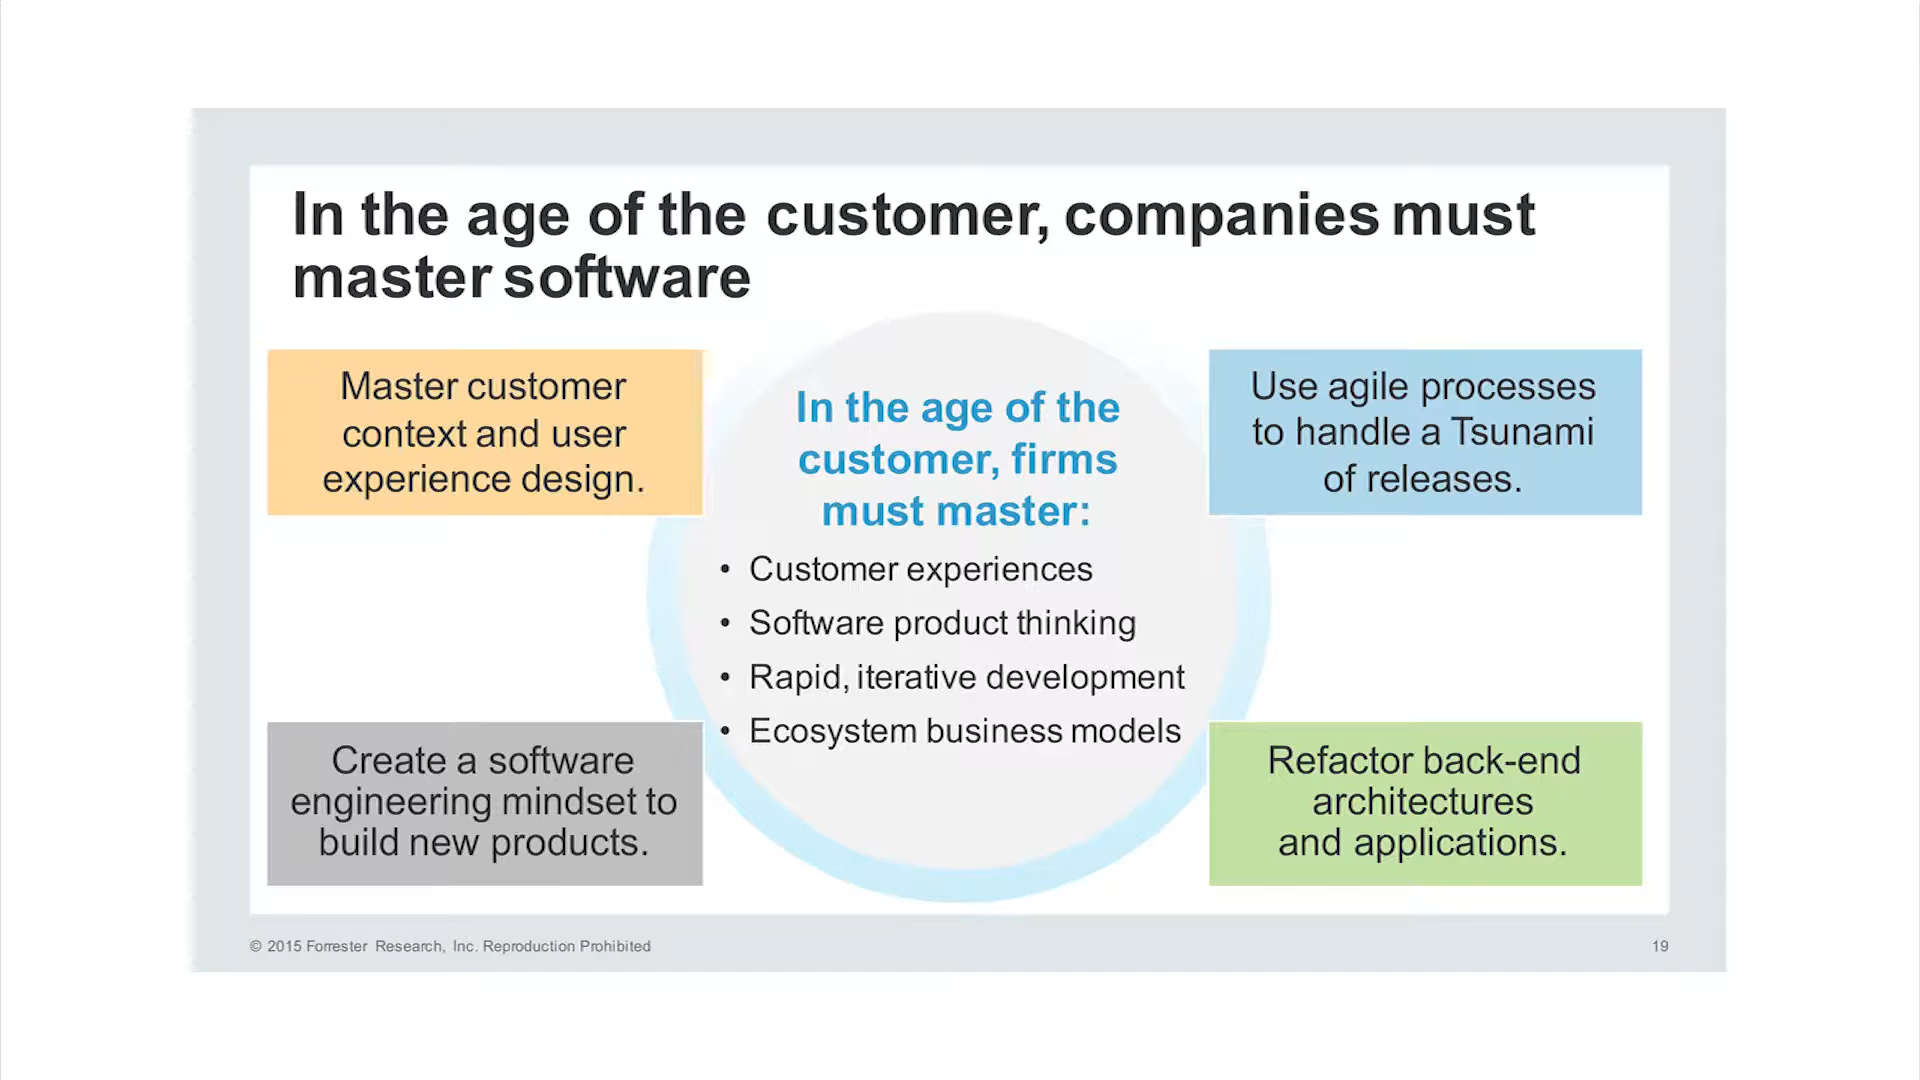 In the age of the customer, companies must
master software
Master customer
context and user
experience design.
In the age of the
customer, firms
must master:
• Customer experiences
• Software product thinking
• Rapid, iterative development
• Ecosystem business models
Use agile processes
to handle a Tsunami
of releases.
Create a software
engineering mindset to
build new products.
Refactor back-end
architectures
and applications.
© 2015 Forrester Research, Inc. Reproduction Prohibited
19